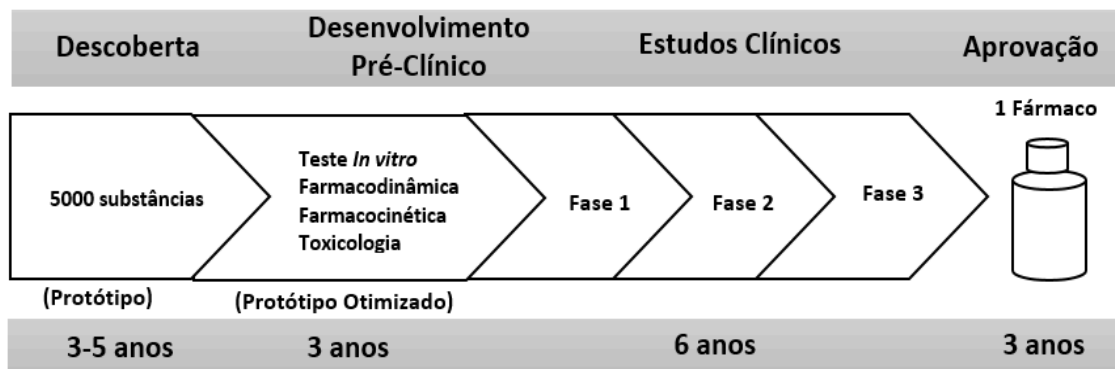 Descoberta
Desenvolvimento
Pré-Clínico
Estudos Clínicos
Aprovação
5000 substâncias
Teste In vitro
Farmacodinâmica
Farmacocinética
Toxicologia
Fase 1
Fase 2
Fase 3
1 Fármaco
(Protótipo)
(Protótipo Otimizado)
3-5 anos
3 anos
6 anos
3 anos